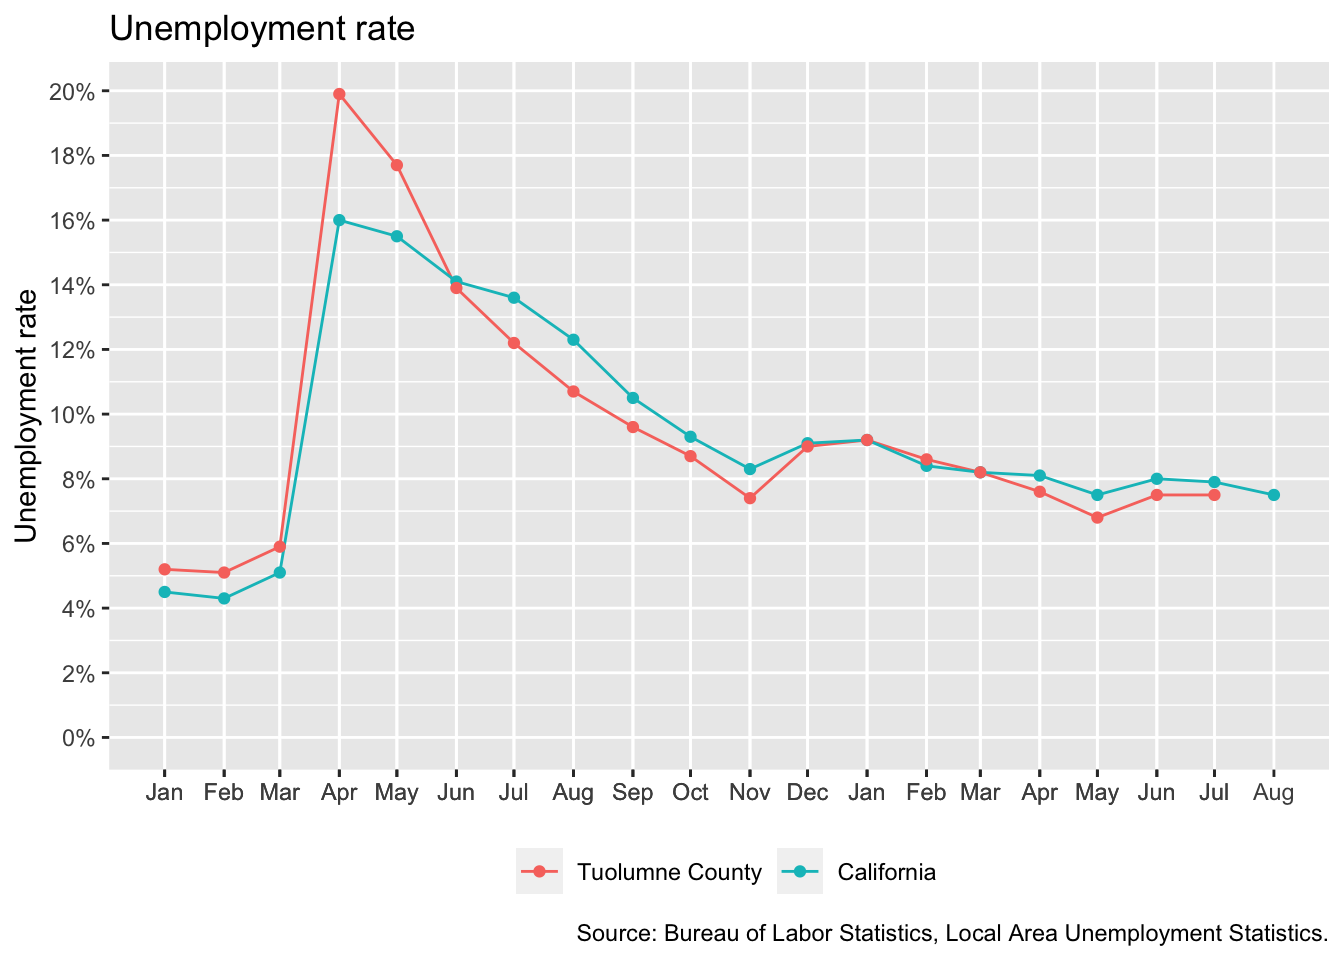 Unemployment rate
Unemployment rate
20%
18%
16%
14%
12%
10%
8%
6%
4%
2%
0%
Jan Feb Mar Apr May Jun Jul Aug Sep Oct Nov Dec Jan Feb Mar Apr May Jun Jul Aug
Tuolumne County California
Source: Bureau of Labor Statistics, Local Area Unemployment Statistics.